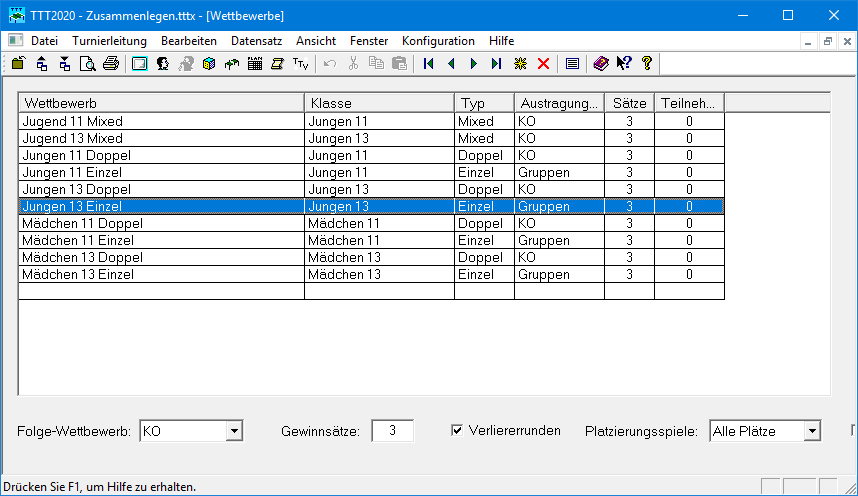 TTT2020 - Zusammenlegen.tttx - [Wettbewerbe]
Datei Turnierleitung Arbeitsblatt Datensatz Ansicht Fenster Konfiguration Hilfe
Wettbewerb Klasse Typ Austragung... Sätze Teilneh...
Jugend 11 Mixed Jungen 11 Mixed KO 3 0
Jugend 13 Mixed Jungen 13 Mixed KO 3 0
Jungen 11 Doppel Jungen 11 Doppel KO 3 0
Jungen 11 Einzel Jungen 11 Einzel Gruppen 3 0
Jungen 13 Doppel Jungen 13 Doppel KO 3 0
Jungen 13 Einzel Jungen 13 Einzel Gruppen 3 0
Mädchen 11 Doppel Mädchen 11 Doppel KO 3 0
Mädchen 11 Einzel Mädchen 11 Einzel Gruppen 3 0
Mädchen 13 Doppel Mädchen 13 Doppel KO 3 0
Mädchen 13 Einzel Mädchen 13 Einzel Gruppen 3 0
Folge-Wettbewerb: KO Gewinnsätze: 3 Verliererrunden Platzierungsspiele: Alle Plätze
Drücken Sie F1, um Hilfe zu erhalten.